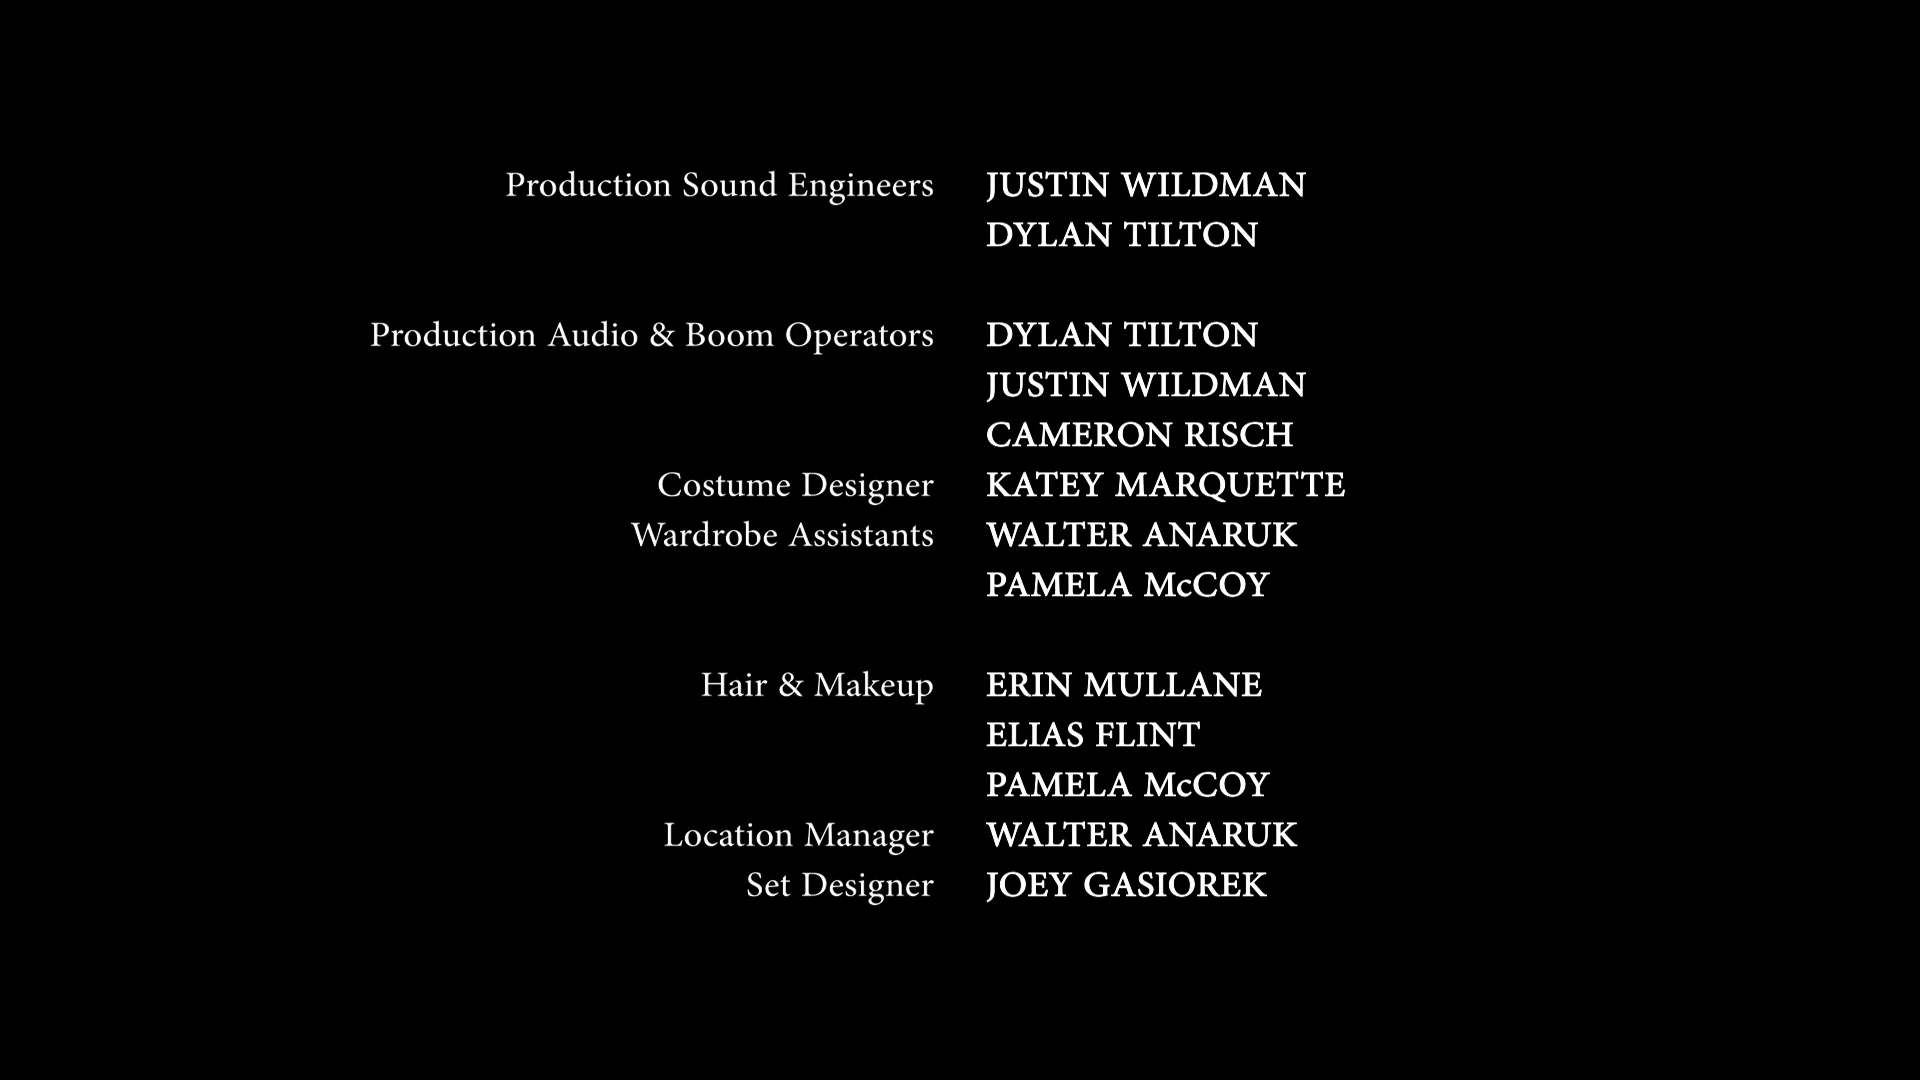 Production Sound Engineers JUSTIN WILDMAN
DYLAN TILTON
Production Audio & Boom Operators DYLAN TILTON
JUSTIN WILDMAN
CAMERON RISCH
Costume Designer KATEY MARQUETTE
Wardrobe Assistants WALTER ANARUK
PAMELA McCOY
Hair & Makeup ERIN MULLANE
ELIAS FLINT
PAMELA McCOY
Location Manager WALTER ANARUK
Set Designer JOEY GASIOREK